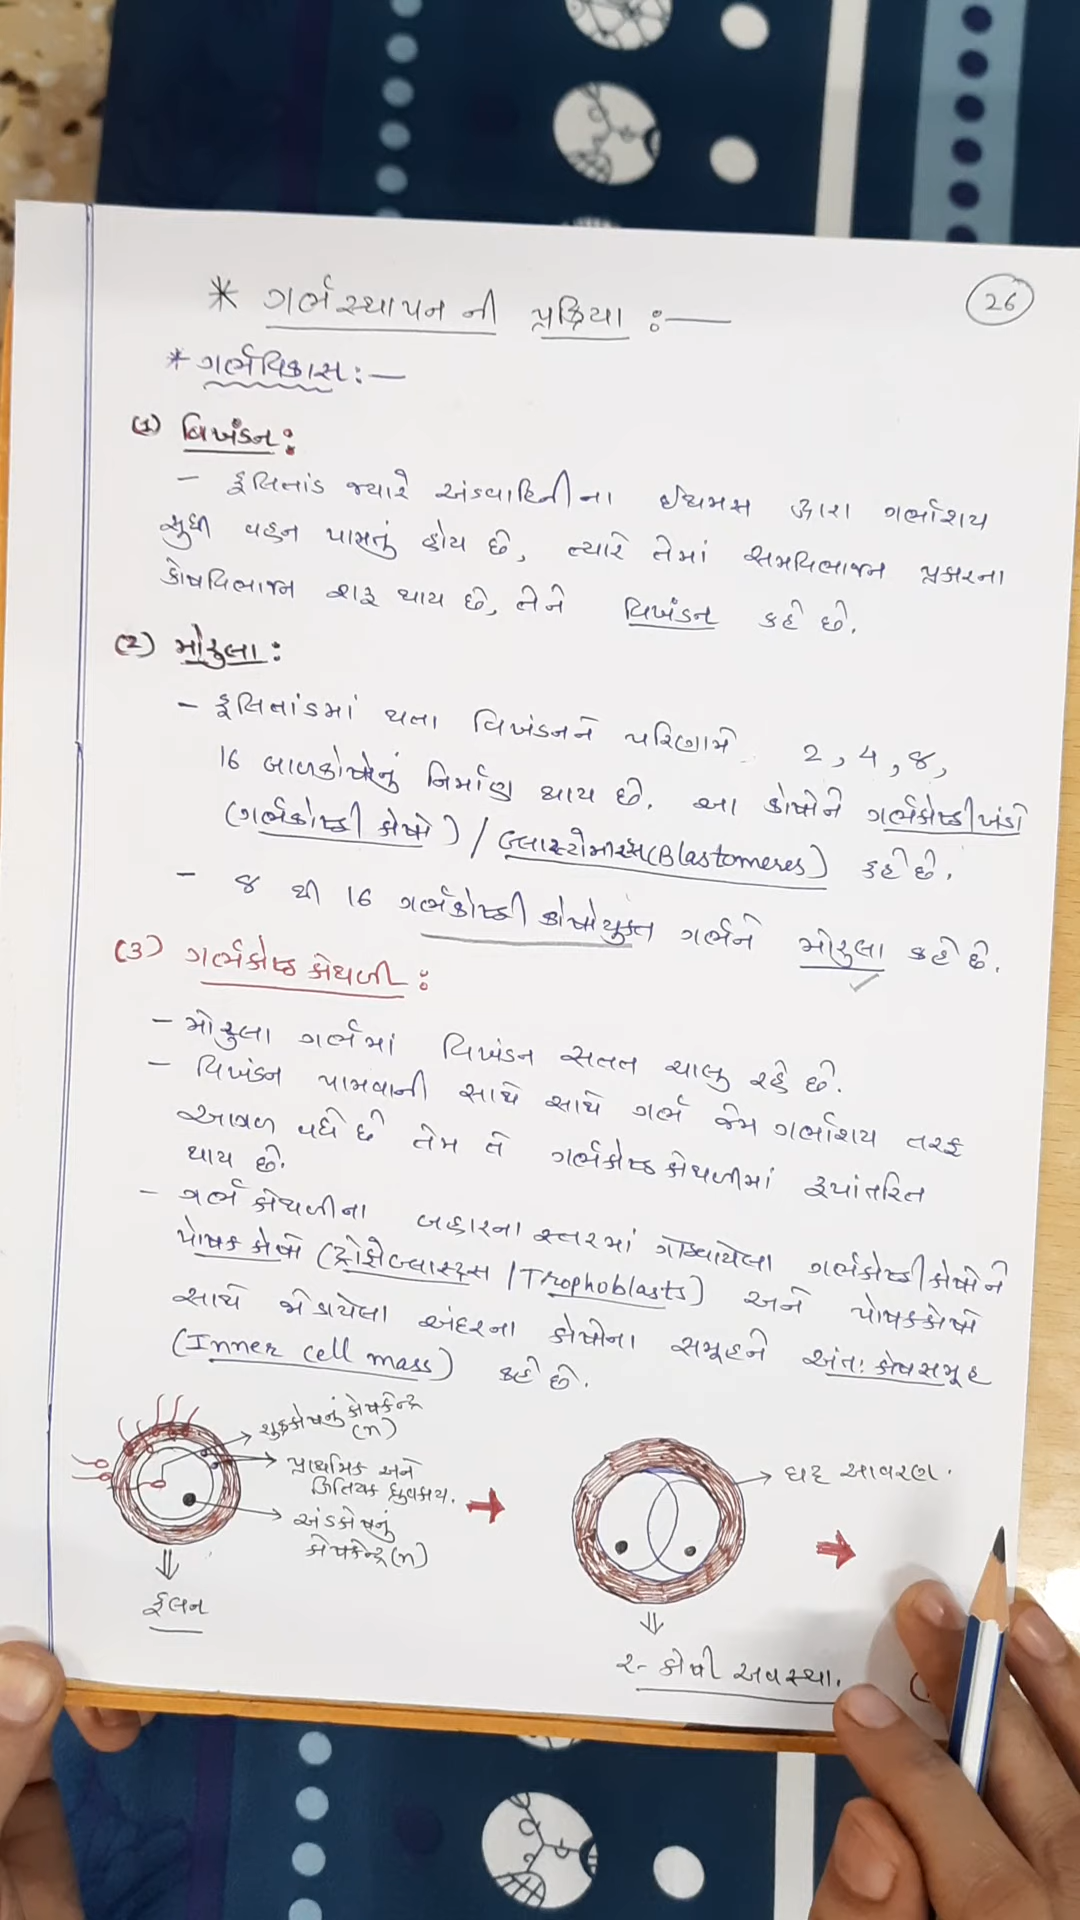 26
* ગર્ભસ્થાપન ની પ્રક્રિયા :—
* ગર્ભવિકાસ :—
(1) વિખંડન :
– ફલિતાંડ જ્યારે અંડવાહિનીના ઈથમસ દ્વારા ગર્ભાશય
સુધી વહન પામતું હોય છે, ત્યારે તેમાં સમવિભાજન પ્રકારના
કોષવિભાજન શરૂ થાય છે, તેને વિખંડન કહે છે.
(2) મોરુલા :
– ફલિતાંડમાં થતા વિખંડનને પરિણામે 2, 4, 8,
16 બાળકોષોનું નિર્માણ થાય છે. આ કોષોને ગર્ભકોષ્ઠીખંડો
(ગર્ભકોષ્ઠી કોષો) / બ્લાસ્ટોમીરસ (Blastomeres) કહે છે.
– 8 થી 16 ગર્ભકોષ્ઠી કોષોયુક્ત ગર્ભને મોરુલા કહે છે.
(3) ગર્ભકોષ્ઠ કોથળી :
– મોરુલા ગર્ભમાં વિખંડન સતત ચાલુ રહે છે.
– વિખંડન પામવાની સાથે સાથે ગર્ભ જેમ ગર્ભાશય તરફ
આગળ વધે છે તેમ તે ગર્ભકોષ્ઠકોથળીમાં રૂપાંતરિત
થાય છે.
– ગર્ભ કોથળીના બહારના સ્તરમાં ગોઠવાયેલા ગર્ભકોષ્ઠીકોષોને
પોષક કોષો (ટ્રોફોબ્લાસ્ટ્સ / Trophoblasts) અને પોષકકોષો
સાથે જોડાયેલા અંદરના કોષોના સમૂહને અંતઃ કોષસમૂહ
(Inner cell mass) કહે છે.
શુક્રકોષનું કોષકેન્દ્ર
(n)
પ્રાથમિક અને
દ્વિતિયક ધ્રુવકાય.
અંડકોષનું
કોષકેન્દ્ર (n)
ફલન
ઘટ્ટ આવરણ.
2- કોષી અવસ્થા.